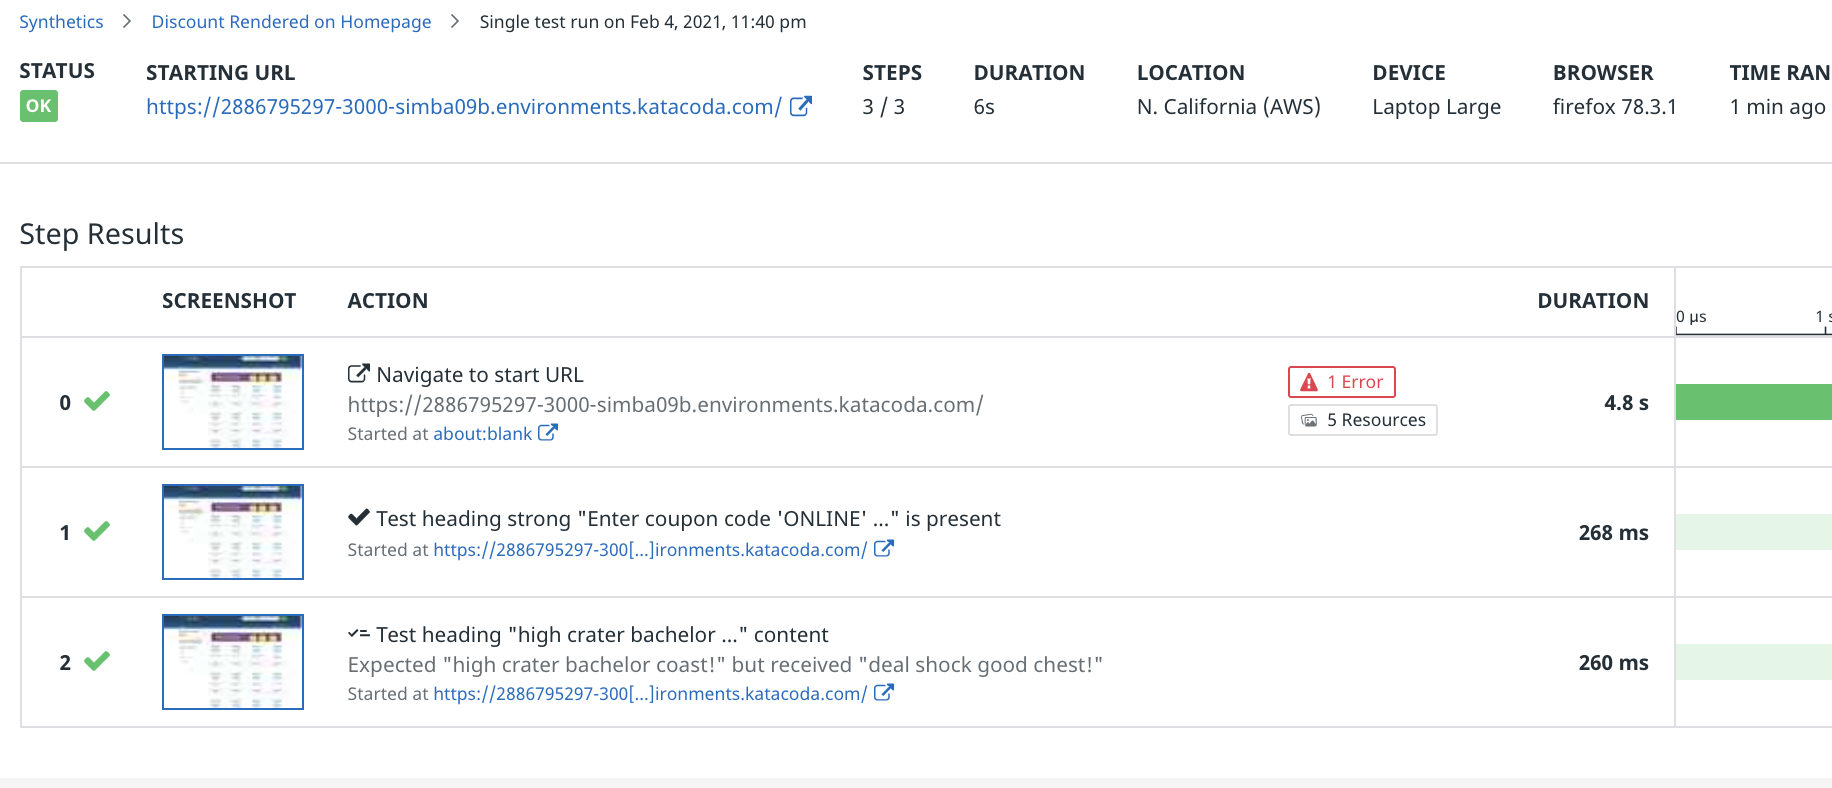 Synthetics > Discount Rendered on Homepage > Single test run on Feb 4, 2021, 11:40 pm
STATUS STARTING URL STEPS DURATION LOCATION DEVICE BROWSER TIME RAN
OK https://2886795297-3000-simba09b.environments.katacoda.com/ 3 / 3 6s N. California (AWS) Laptop Large firefox 78.3.1 1 min ago
Step Results
SCREENSHOT ACTION DURATION
0 µs 1 s
Navigate to start URL
https://2886795297-3000-simba09b.environments.katacoda.com/
Started at about:blank
0
1 Error
5 Resources
4.8 s
Test heading strong "Enter coupon code 'ONLINE' ..." is present
Started at https://2886795297-300[...]ironments.katacoda.com/
1
268 ms
Test heading "high crater bachelor ..." content
Expected "high crater bachelor coast!" but received "deal shock good chest!"
Started at https://2886795297-300[...]ironments.katacoda.com/
2
260 ms